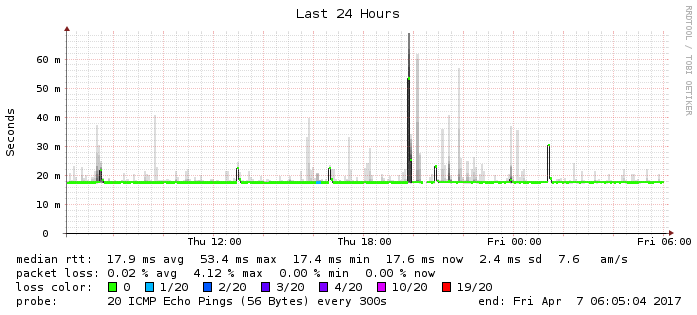 Last 24 Hours
RRDTOOL / TOBI OETIKER
Seconds
60 m
50 m
40 m
30 m
20 m
10 m
0
Thu 12:00 Thu 18:00 Fri 00:00 Fri 06:00
median rtt: 17.9 ms avg 53.4 ms max 17.4 ms min 17.6 ms now 2.4 ms sd 7.6 am/s
packet loss: 0.02 % avg 4.12 % max 0.00 % min 0.00 % now
loss color: 0 1/20 2/20 3/20 4/20 10/20 19/20
probe: 20 ICMP Echo Pings (56 Bytes) every 300s end: Fri Apr 7 06:05:04 2017